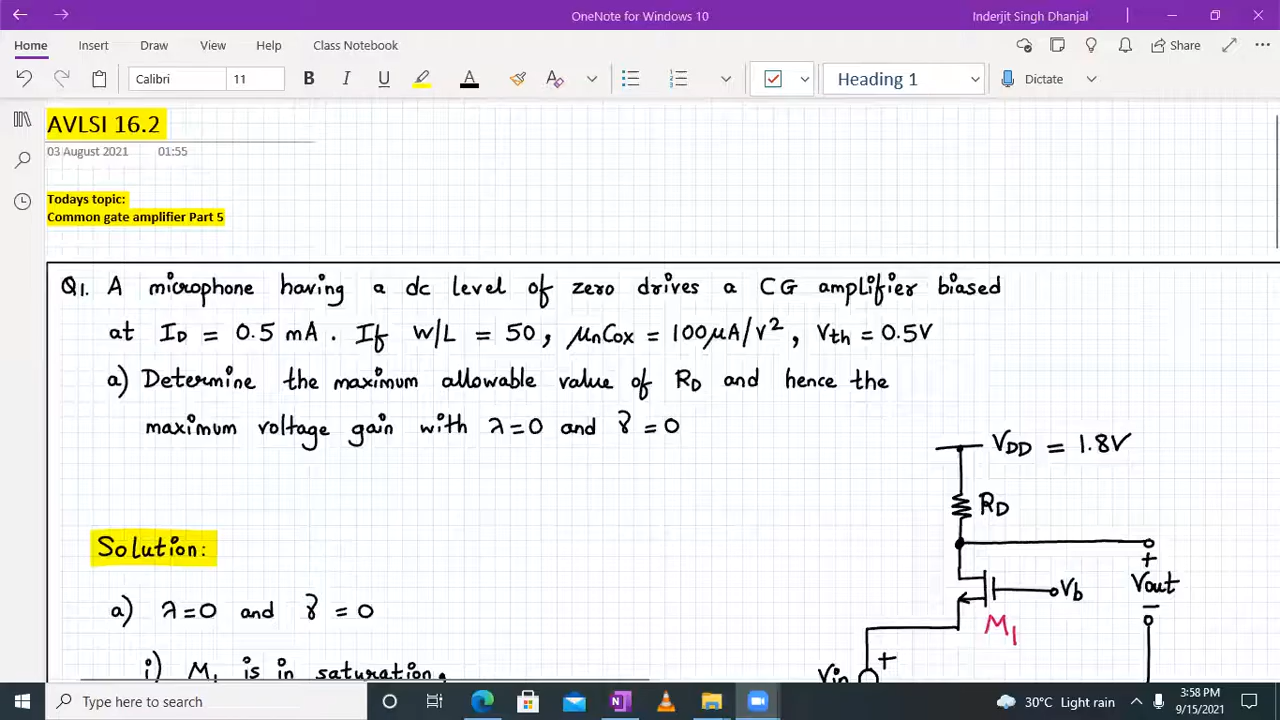 OneNote for Windows 10
Inderjit Singh Dhanjal
Home Insert Draw View Help Class Notebook
Share
Calibri 11 B I U A Heading 1 Dictate
AVLSI 16.2
03 August 2021 01:55
Todays topic:
Common gate amplifier Part 5
Q1. A microphone having a dc level of zero drives a CG amplifier biased
at ID = 0.5 mA. If W/L = 50, μnCox = 100μA/V², Vth = 0.5V
a) Determine the maximum allowable value of RD and hence the
maximum voltage gain with λ=0 and γ=0
VDD = 1.8V
RD
Solution:
+
Vout
−
Vb
M1
a) λ=0 and γ=0
i) M1 is in saturation.
+
Vin
Type here to search
30°C Light rain
3:58 PM
9/15/2021